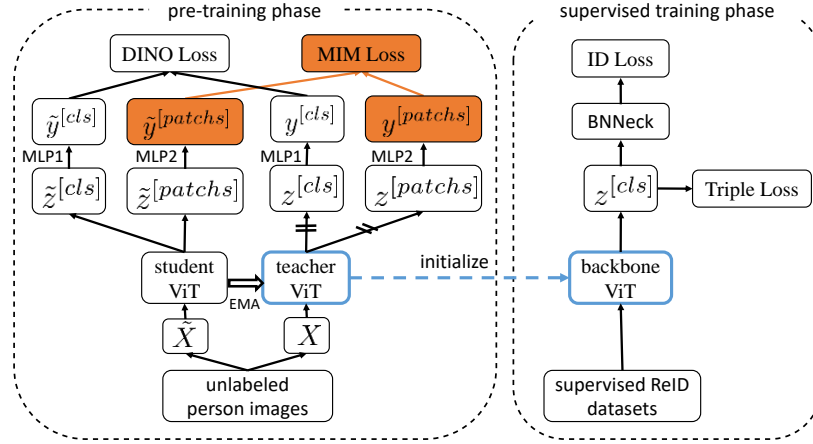 pre-training phase
supervised training phase
DINO Loss
MIM Loss
ID Loss
ỹ^{[cls]}
ỹ^{[patchs]}
y^{[cls]}
y^{[patchs]}
BNNeck
MLP1
MLP2
MLP1
MLP2
z̃^{[cls]}
z̃^{[patchs]}
z^{[cls]}
z^{[patchs]}
z^{[cls]}
Triple Loss
student
ViT
EMA
teacher
ViT
initialize
backbone
ViT
X̃
X
unlabeled
person images
supervised ReID
datasets